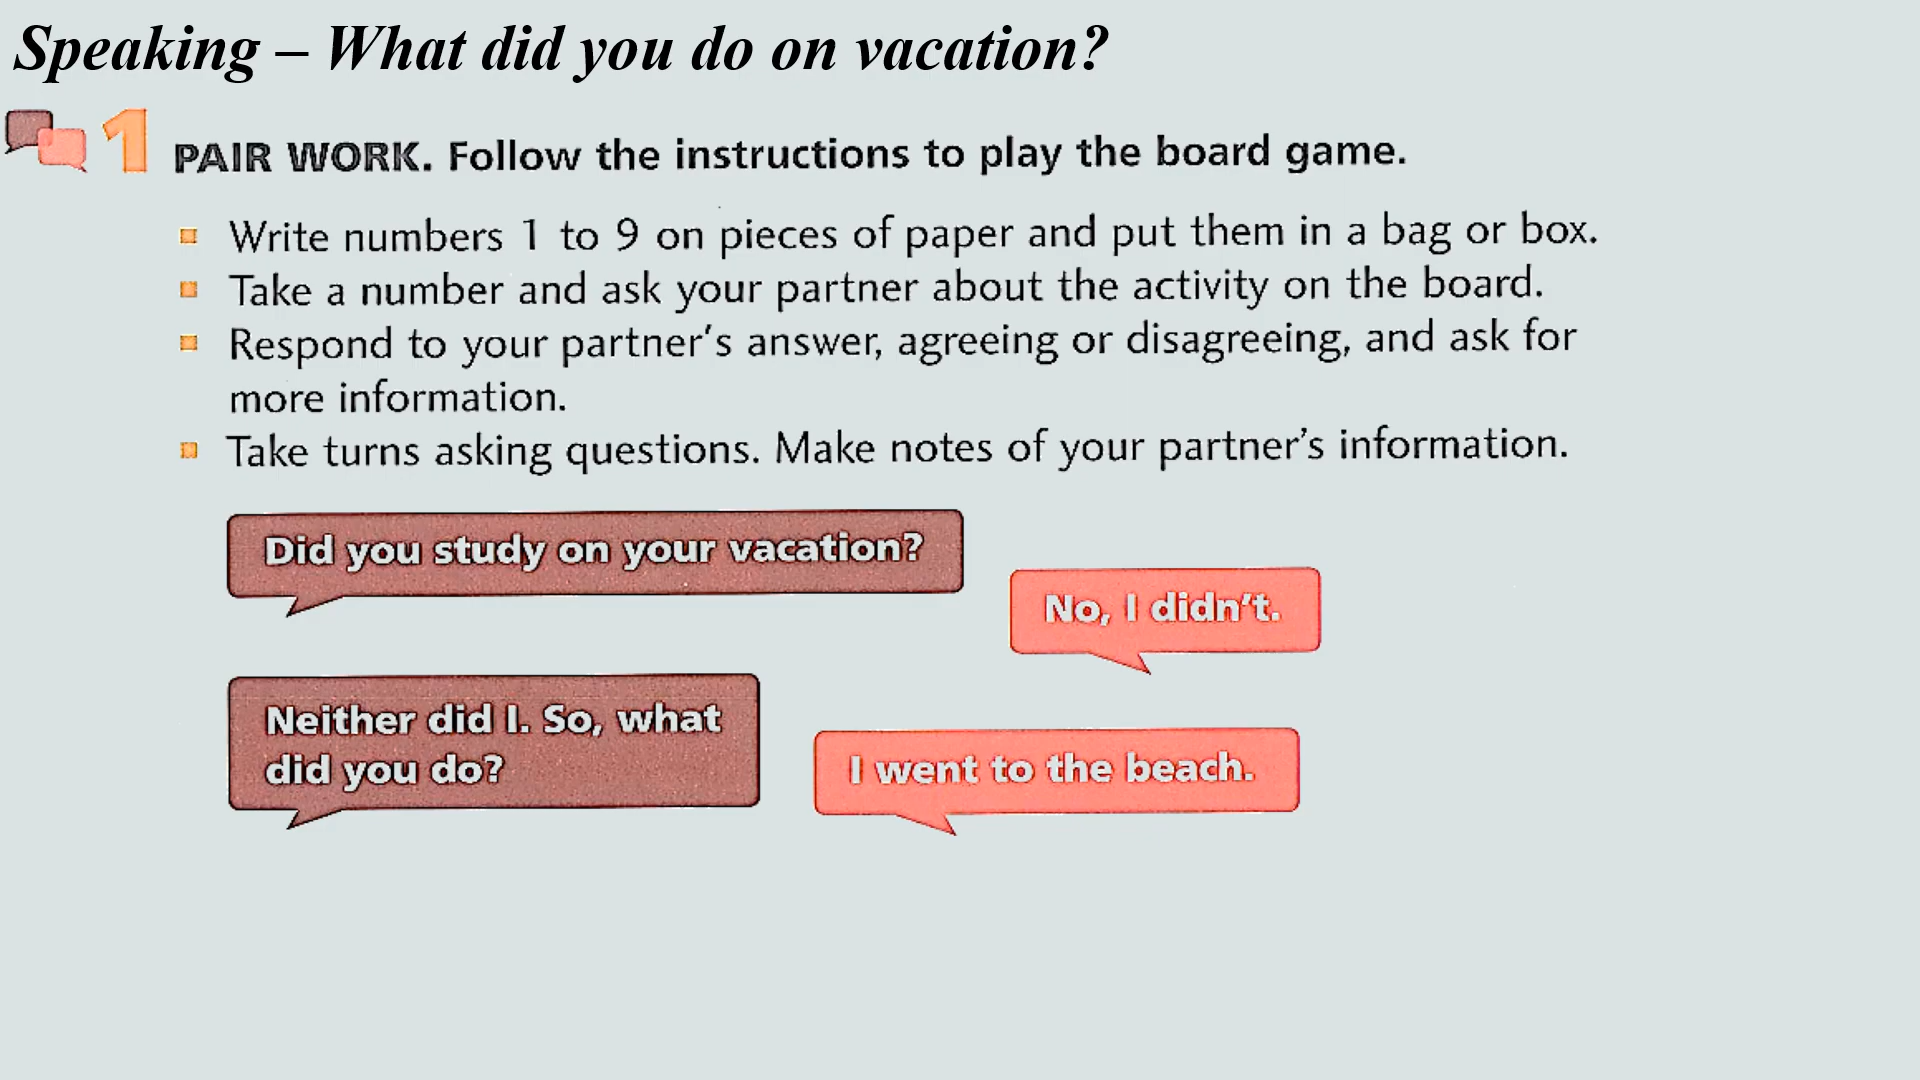 Speaking – What did you do on vacation?
1 PAIR WORK. Follow the instructions to play the board game.
Write numbers 1 to 9 on pieces of paper and put them in a bag or box.
Take a number and ask your partner about the activity on the board.
Respond to your partner's answer, agreeing or disagreeing, and ask for
more information.
Take turns asking questions. Make notes of your partner's information.
Did you study on your vacation?
No, I didn't.
Neither did I. So, what
did you do?
I went to the beach.